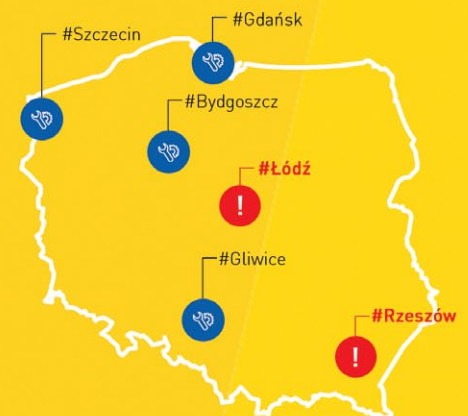 #Gdańsk
#Szczecin
#Bydgoszcz
#Łódź
!
#Gliwice
#Rzeszów
!